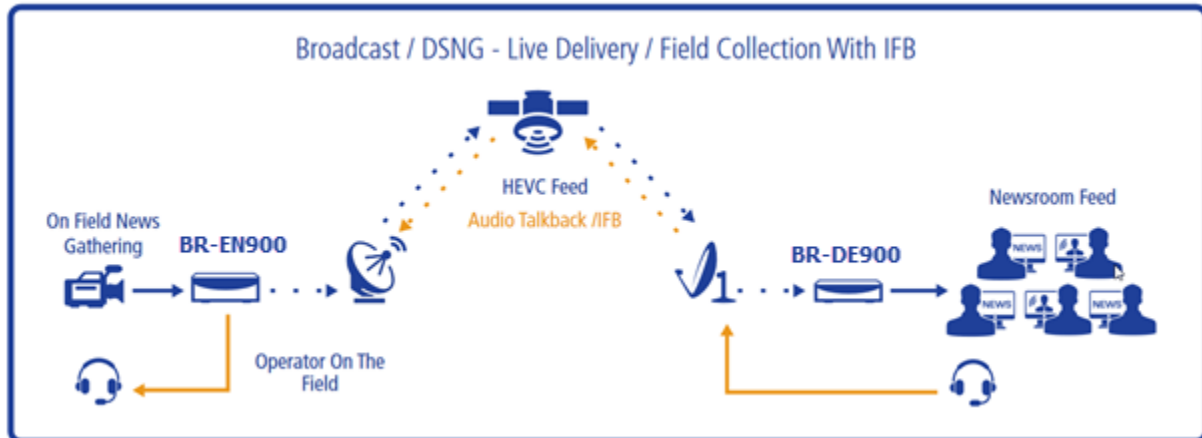 Broadcast / DSNG - Live Delivery / Field Collection With IFB
HEVC Feed
Audio Talkback /IFB
On Field News
Gathering
BR-EN900
Operator On The
Field
BR-DE900
Newsroom Feed
NEWS
NEWS
NEWS